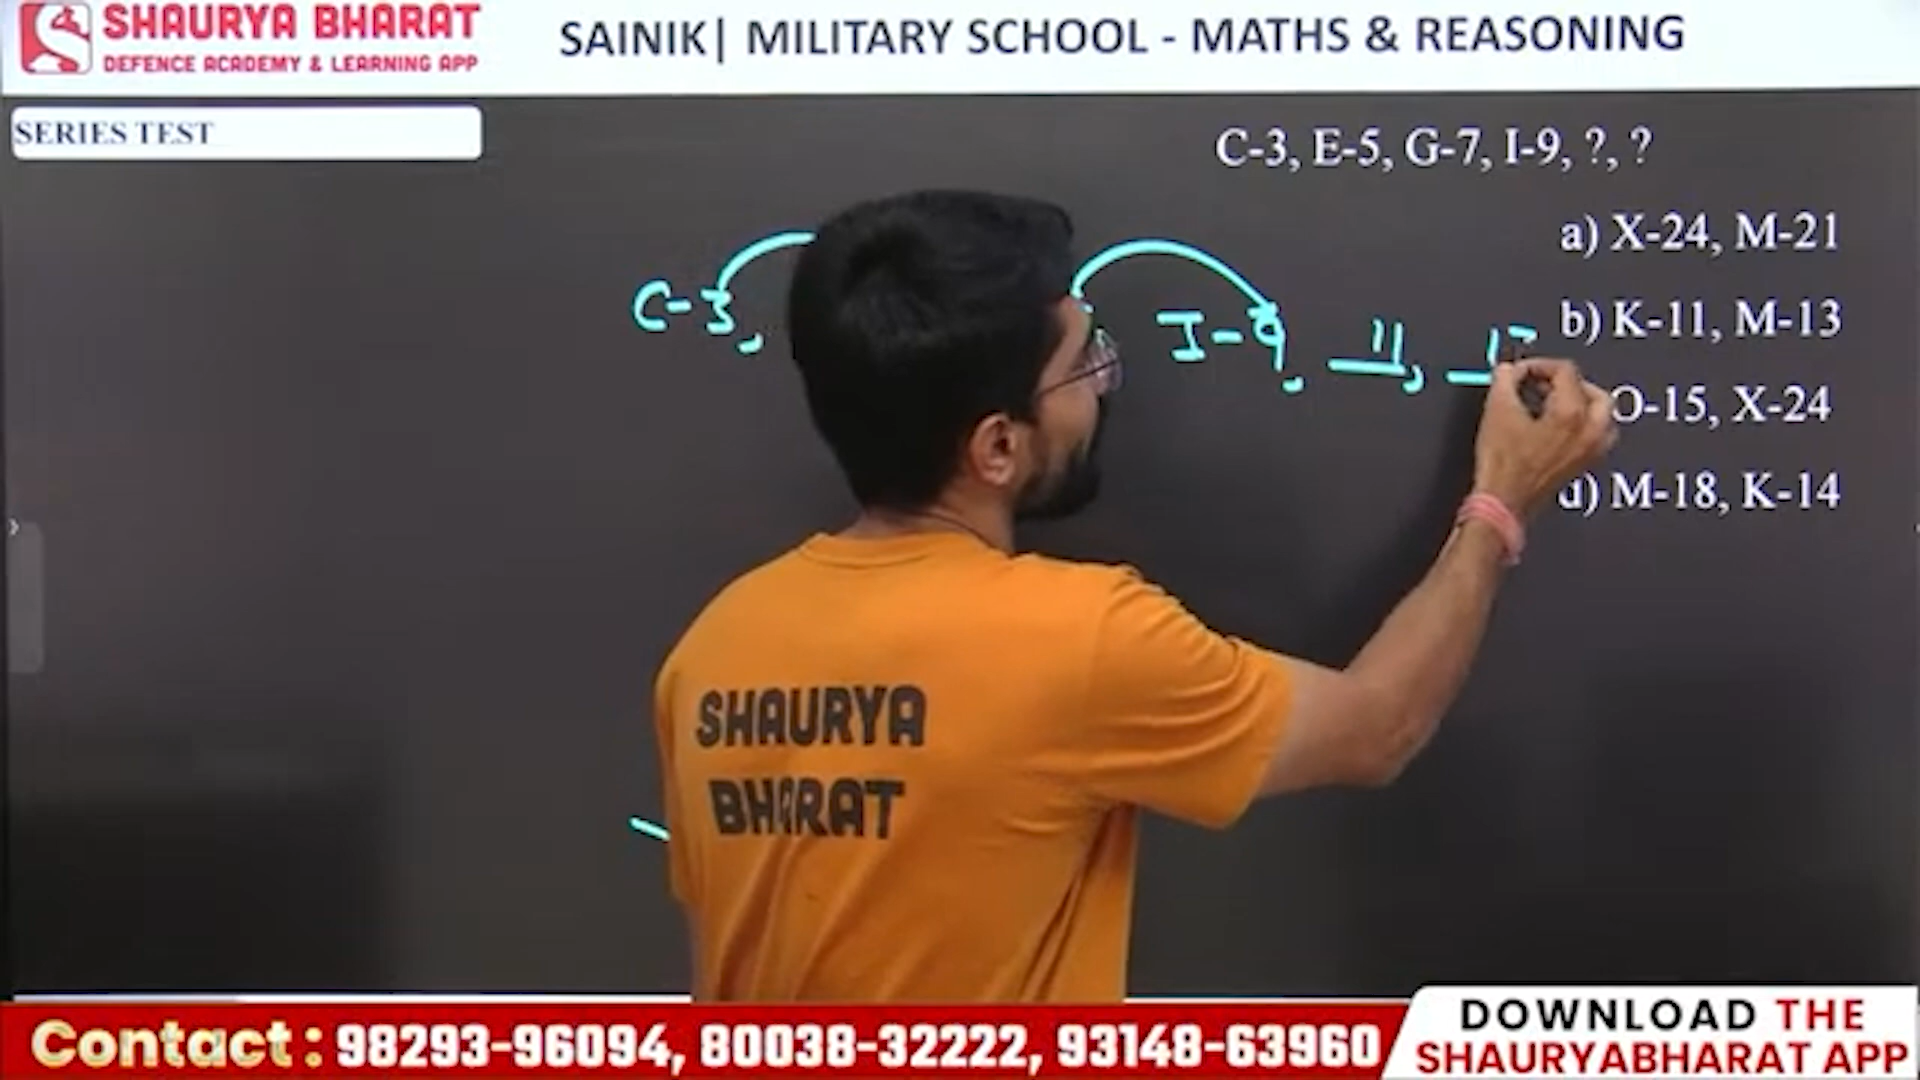 SHAURYA BHARAT
DEFENCE ACADEMY & LEARNING APP
SAINIK| MILITARY SCHOOL - MATHS & REASONING
SERIES TEST
C-3, E-5, G-7, I-9, ?, ?
a) X-24, M-21
b) K-11, M-13
O-15, X-24
d) M-18, K-14
C-3, I-9, 11,
SHAURYA
BHARAT
Contact : 98293-96094, 80038-32222, 93148-63960
DOWNLOAD THE
SHAURYABHARAT APP